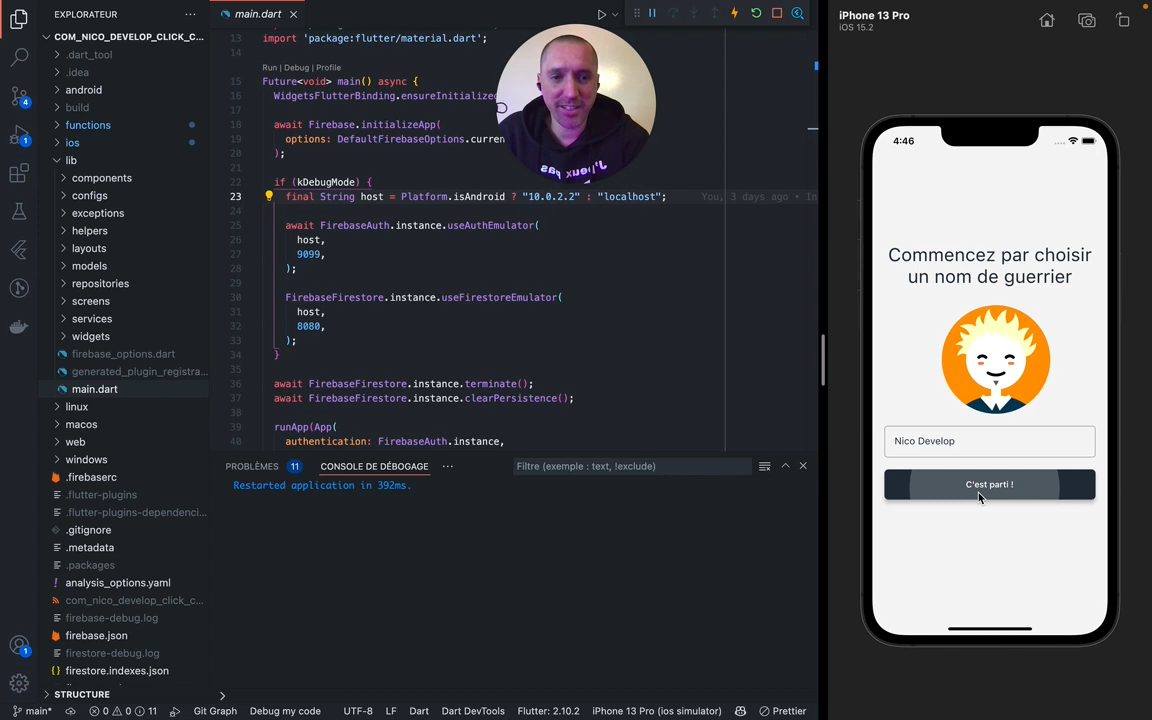 EXPLORATEUR
COM_NICO_DEVELOP_CLICK_C...
.dart_tool
.idea
android
build
functions
ios
lib
components
configs
exceptions
helpers
layouts
models
repositories
screens
services
widgets
firebase_options.dart
generated_plugin_registra...
main.dart
linux
macos
web
windows
.firebaserc
.flutter-plugins
.flutter-plugins-dependenci...
.gitignore
.metadata
.packages
analysis_options.yaml
com_nico_develop_click_c...
firebase-debug.log
firebase.json
firestore-debug.log
firestore.indexes.json
STRUCTURE
4
1
1
main.dart
13 import 'package:flutter/material.dart';
14
Run | Debug | Profile
15 Future<void> main() async {
16 WidgetsFlutterBinding.ensureInitialized
17
18 await Firebase.initializeApp(
19 options: DefaultFirebaseOptions.curren
20 );
21
22 if (kDebugMode) {
23 final String host = Platform.isAndroid ? "10.0.2.2" : "localhost"; You, 3 days ago • In
24
25 await FirebaseAuth.instance.useAuthEmulator(
26 host,
27 9099,
28 );
29
30 FirebaseFirestore.instance.useFirestoreEmulator(
31 host,
32 8080,
33 );
34 }
35
36 await FirebaseFirestore.instance.terminate();
37 await FirebaseFirestore.instance.clearPersistence();
38
39 runApp(App(
40 authentication: FirebaseAuth.instance,
PROBLÈMES 11 CONSOLE DE DÉBOGAGE Filtre (exemple : text, !exclude)
Restarted application in 392ms.
main* 0 0 11 Git Graph Debug my code UTF-8 LF Dart Dart DevTools Flutter: 2.10.2 iPhone 13 Pro (ios simulator) Prettier
iPhone 13 Pro
iOS 15.2
4:46
Commencez par choisir
un nom de guerrier
Nico Develop
C'est parti !